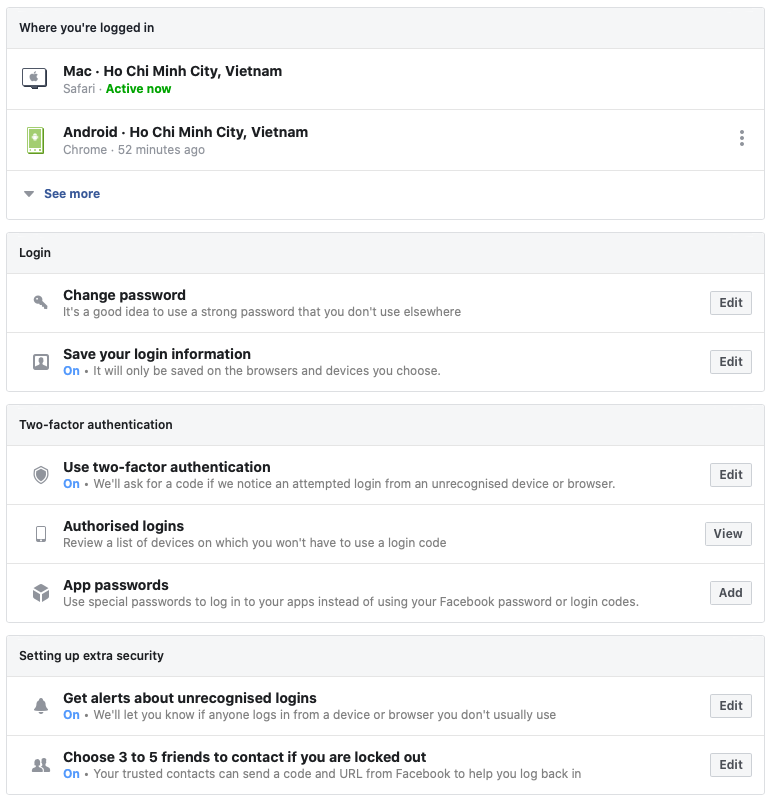 Where you're logged in
Mac · Ho Chi Minh City, Vietnam
Safari · Active now
Android · Ho Chi Minh City, Vietnam
Chrome · 52 minutes ago
See more
Login
Change password
It's a good idea to use a strong password that you don't use elsewhere
Edit
Save your login information
On • It will only be saved on the browsers and devices you choose.
Edit
Two-factor authentication
Use two-factor authentication
On • We'll ask for a code if we notice an attempted login from an unrecognised device or browser.
Edit
Authorised logins
Review a list of devices on which you won't have to use a login code
View
App passwords
Use special passwords to log in to your apps instead of using your Facebook password or login codes.
Add
Setting up extra security
Get alerts about unrecognised logins
On • We'll let you know if anyone logs in from a device or browser you don't usually use
Edit
Choose 3 to 5 friends to contact if you are locked out
On • Your trusted contacts can send a code and URL from Facebook to help you log back in
Edit